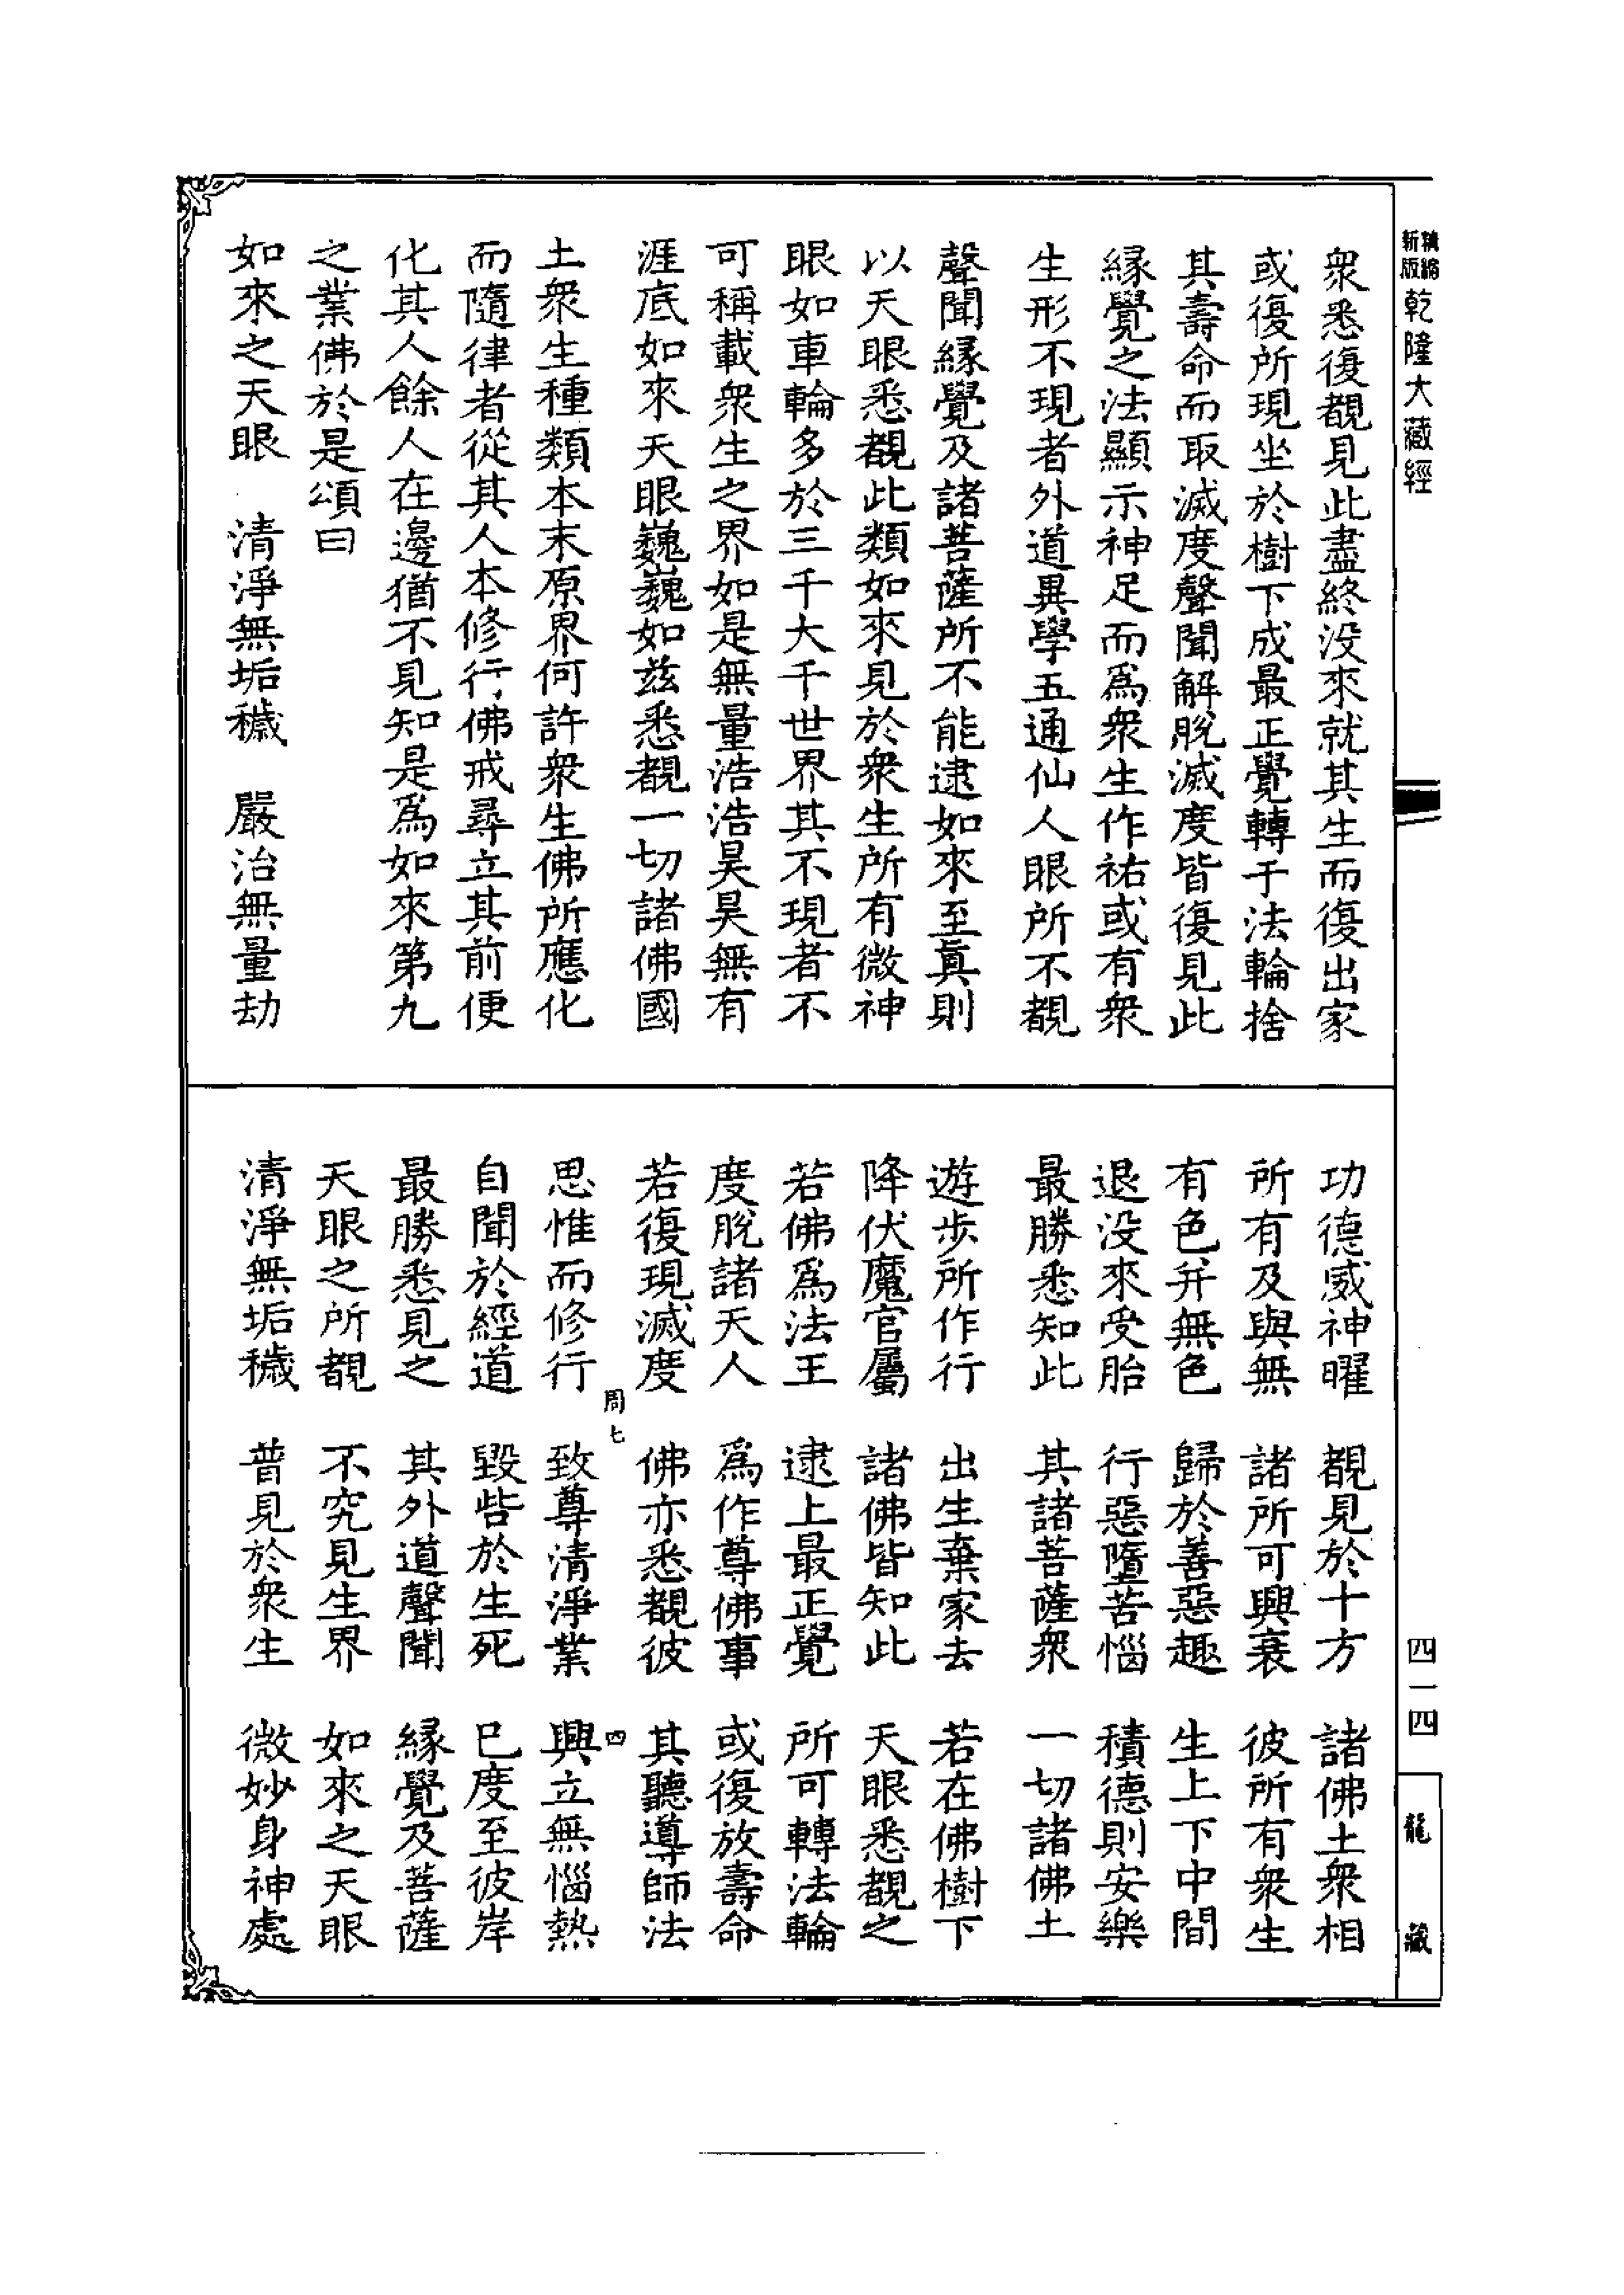 精縮新版乾隆大藏經
四一四
龍藏
衆悉復覩見此盡終没來就其生而復出家
或復所現坐於樹下成最正覺轉于法輪捨
其壽命而取滅度聲聞解脫滅度皆復見此
緣覺之法顯示神足而爲衆生作祐或有衆
生形不現者外道異學五通仙人眼所不覩
聲聞緣覺及諸菩薩所不能逮如來至眞則
以天眼悉覩此類如來見於衆生所有微神
眼如車輪多於三千大千世界其不現者不
可稱載衆生之界如是無量浩浩昊昊無有
涯底如來天眼巍巍如兹悉覩一切諸佛國
土衆生種類本末原界何許衆生佛所應化
而隨律者從其人本修行佛戒尋立其前便
化其人餘人在邊猶不見知是爲如來第九
之業佛於是頌曰
如來之天眼　清淨無垢穢　嚴治無量劫
功德威神曜　覩見於十方　諸佛土衆相
所有及與無　諸所可興衰　彼所有衆生
有色幷無色　歸於善惡趣　生上下中間
退没來受胎　行惡墮苦惱　積德則安樂
最勝悉知此　其諸菩薩衆　一切諸佛土
遊步所作行　出生棄家去　若在佛樹下
降伏魔官屬　諸佛皆知此　天眼悉覩之
若佛爲法王　逮上最正覺　所可轉法輪
度脫諸天人　爲作尊佛事　或復放壽命
若復現滅度　佛亦悉覩彼　其聽導師法
周七　四
思惟而修行　致尊清淨業　興立無惱熱
自聞於經道　毀呰於生死　已度至彼岸
最勝悉見之　其外道聲聞　緣覺及菩薩
天眼之所覩　不究見生界　如來之天眼
清淨無垢穢　普見於衆生　微妙身神處